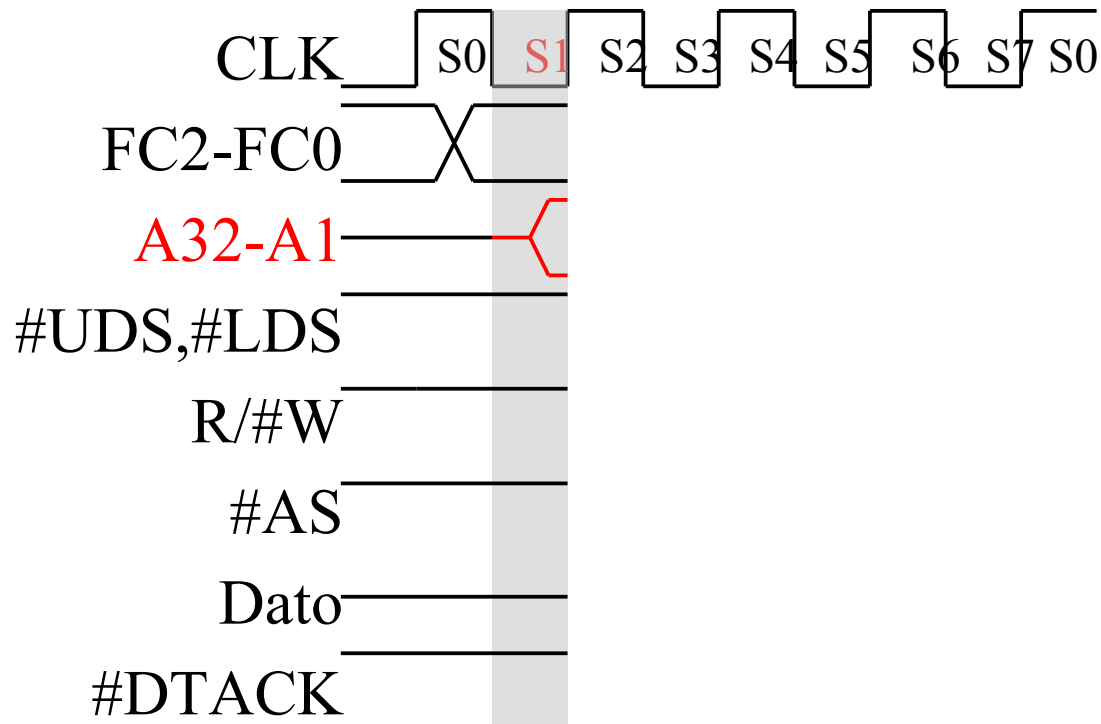 CLK S0 S1 S2 S3 S4 S5 S6 S7 S0
FC2-FC0
A32-A1
#UDS,#LDS
R/#W
#AS
Dato
#DTACK